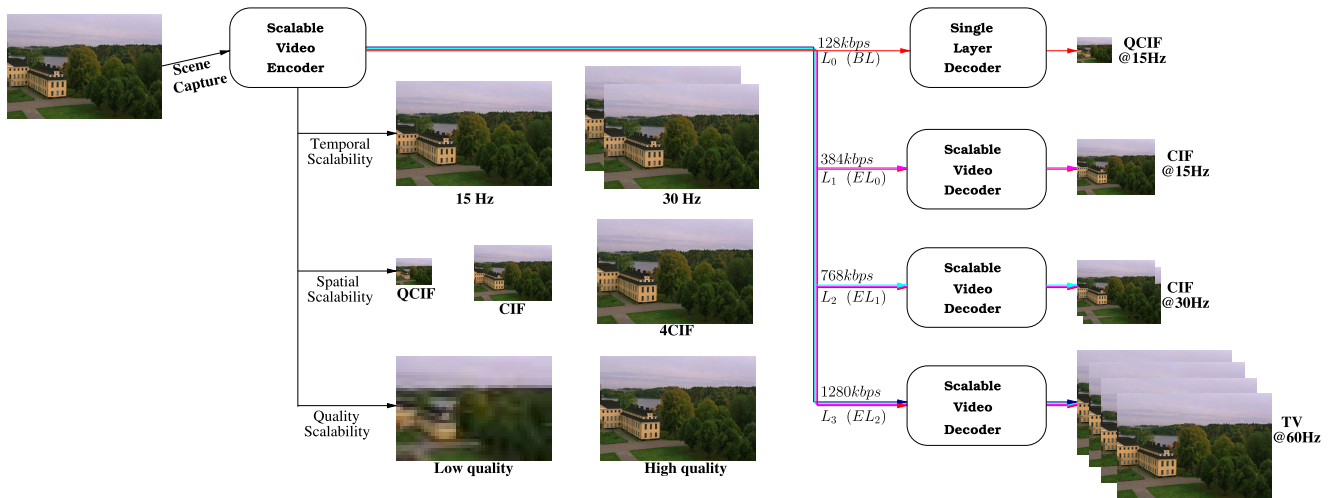 Scene
Capture
Scalable
Video
Encoder
Temporal
Scalability
15 Hz
30 Hz
Spatial
Scalability
QCIF
CIF
4CIF
Quality
Scalability
Low quality
High quality
128kbps
L₀ (BL)
Single
Layer
Decoder
QCIF
@15Hz
384kbps
L₁ (EL₀)
Scalable
Video
Decoder
CIF
@15Hz
768kbps
L₂ (EL₁)
Scalable
Video
Decoder
CIF
@30Hz
1280kbps
L₃ (EL₂)
Scalable
Video
Decoder
TV
@60Hz